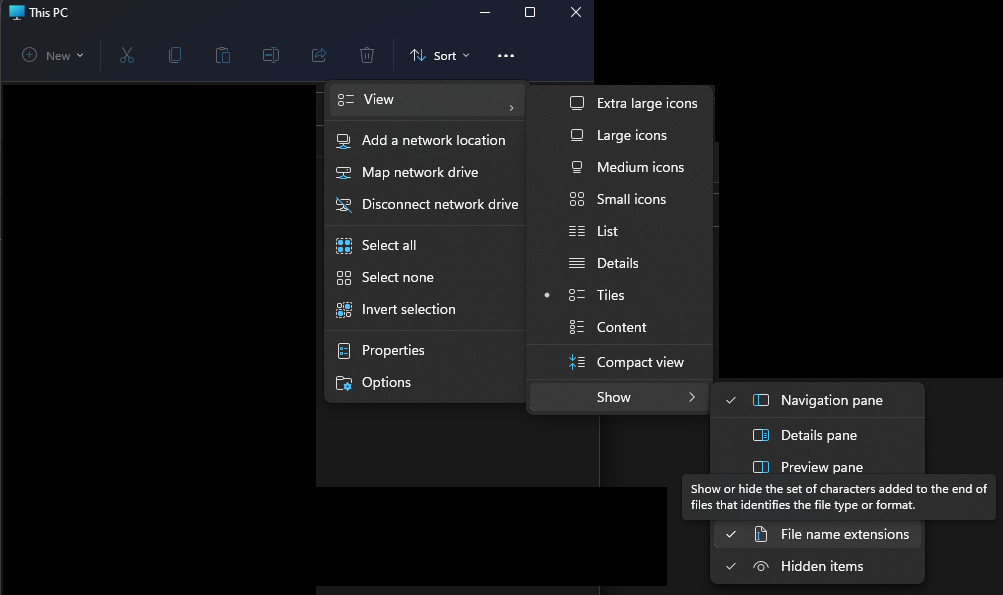 This PC
New
Sort
View
Add a network location
Map network drive
Disconnect network drive
Select all
Select none
Invert selection
Properties
Options
Extra large icons
Large icons
Medium icons
Small icons
List
Details
Tiles
Content
Compact view
Show
Navigation pane
Details pane
Preview pane
Show or hide the set of characters added to the end of
files that identifies the file type or format.
File name extensions
Hidden items